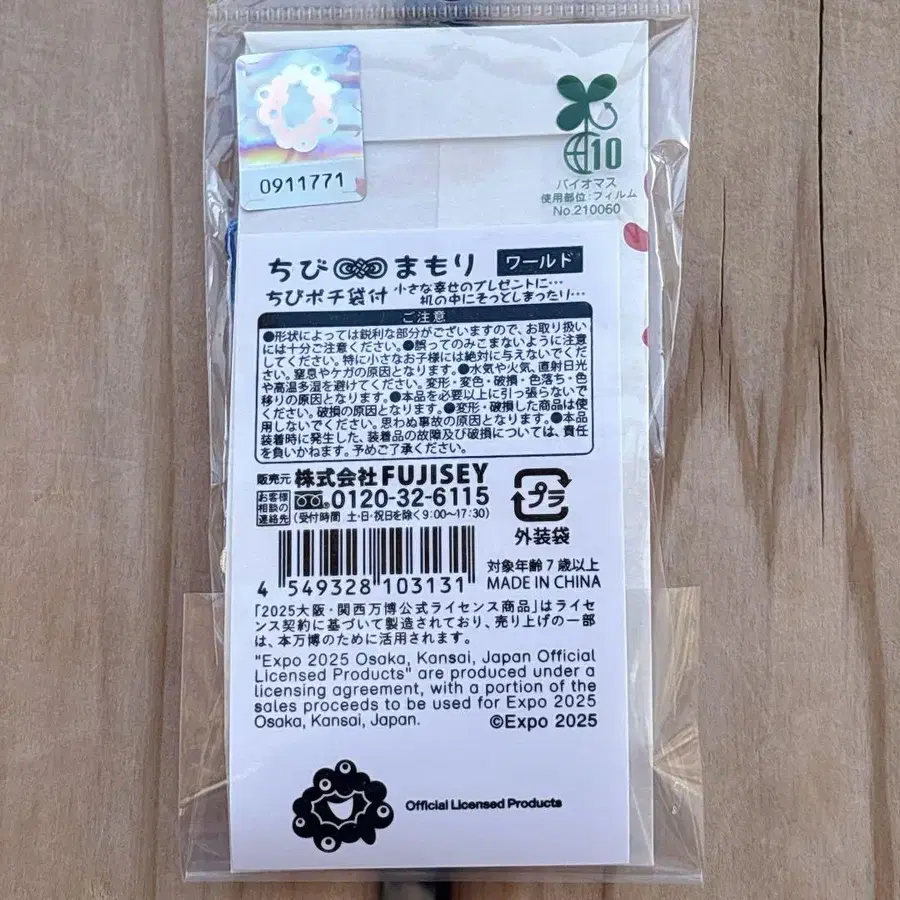 0911771
10
バイオマス
使用部位:フィルム
No.210060
ちび まもり ワールド
ちびポチ袋付 小さな幸せのプレゼントに…
机の中にそっとしまったり…
ご注意
●形状によっては鋭利な部分がございますので、お取り扱い
には十分ご注意ください。●誤ってのみこまないように注意
してください。特に小さなお子様には絶対に与えないでくだ
さい。窒息やケガの原因となります。●水気や火気、直射日光
や高温多湿を避けてください。変形・変色・破損・色落ち・色
移りの原因となります。●本品を必要以上に引っ張らないで
ください。破損の原因となります。●変形・破損した商品は使
用しないでください。思わぬ事故の原因となります。●本品
装着時に発生した、装着品の故障及び破損については、責任
を負いかねます。予めご了承ください。
販売元 株式会社FUJISEY
お客様
相談の
連絡先
0120-32-6115
(受付時間 土・日・祝日を除く9:00〜17:30)
プラ
外装袋
4 549328 103131
対象年齢7歳以上
MADE IN CHINA
「2025大阪・関西万博公式ライセンス商品」はライセ
ンス契約に基づいて製造されており、売り上げの一部
は、本万博のために活用されます。
"Expo 2025 Osaka, Kansai, Japan Official
Licensed Products" are produced under a
licensing agreement, with a portion of the
sales proceeds to be used for Expo 2025
Osaka, Kansai, Japan.
©Expo 2025
Official Licensed Products